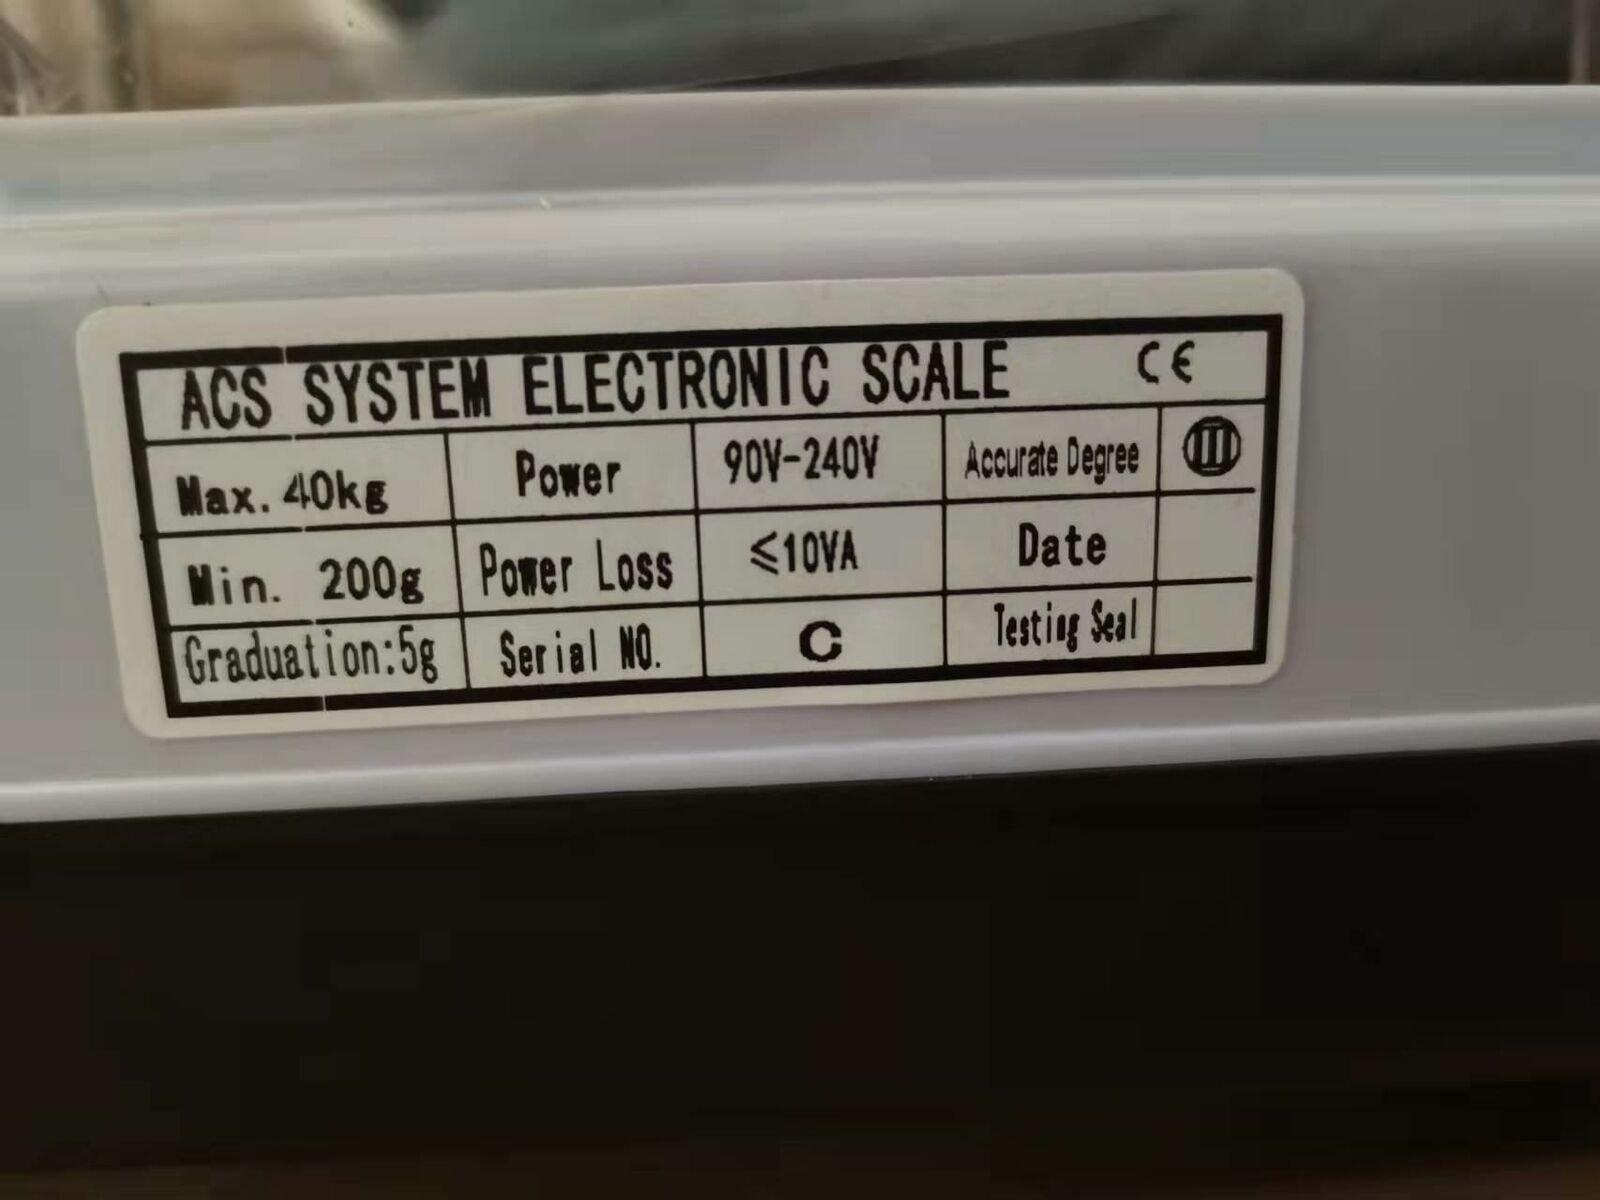 ACS SYSTEM ELECTRONIC SCALE CE
Max. 40kg Power 90V-240V Accurate Degree III
Min. 200g Power Loss ≤10VA Date
Graduation:5g Serial NO. C Testing Seal